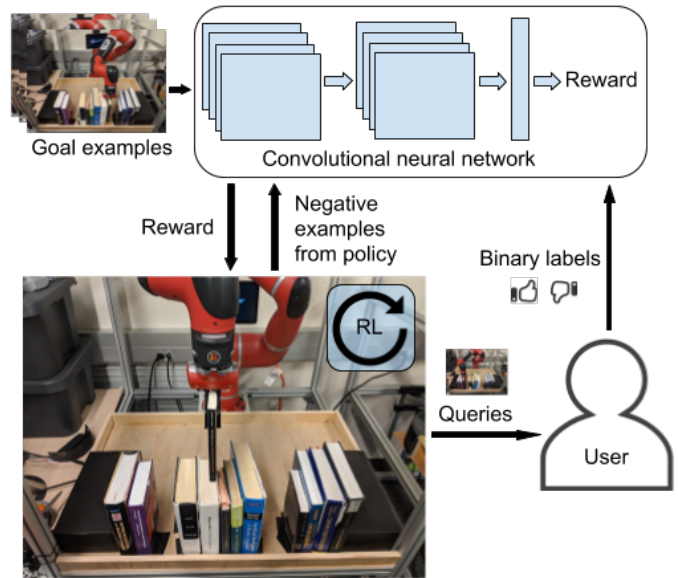 Reward
Goal examples
Convolutional neural network
Reward
Negative
examples
from policy
Binary labels
RL
Queries
User